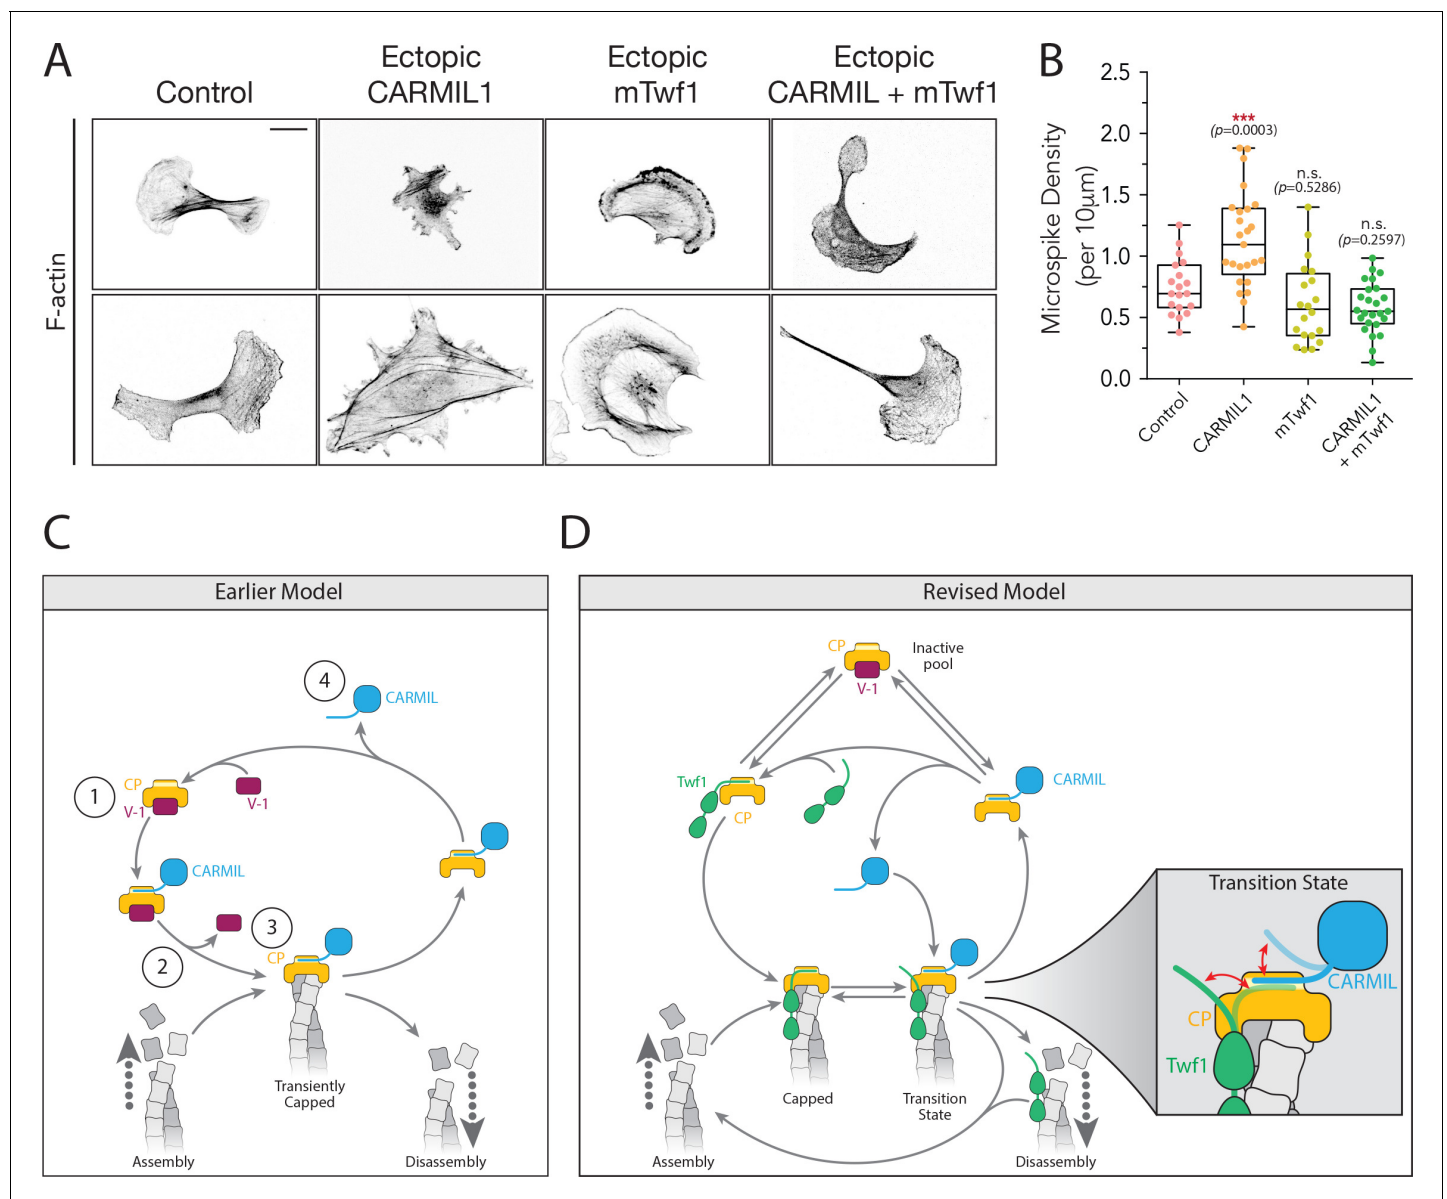 A
Control
Ectopic
CARMIL1
Ectopic
mTwf1
Ectopic
CARMIL + mTwf1
F-actin
B
Microspike Density
(per 10µm)
2.5
2.0
1.5
1.0
0.5
0.0
***
(p=0.0003)
n.s.
(p=0.5286)
n.s.
(p=0.2597)
Control
CARMIL1
mTwf1
CARMIL1
+ mTwf1
C
Earlier Model
4
CARMIL
1
CP
V-1
V-1
CARMIL
3
CP
2
Transiently
Capped
Assembly
Disassembly
D
Revised Model
CP
V-1
Inactive
pool
Twf1
CP
CARMIL
Capped
Transition
State
Assembly
Disassembly
Transition State
CARMIL
CP
Twf1